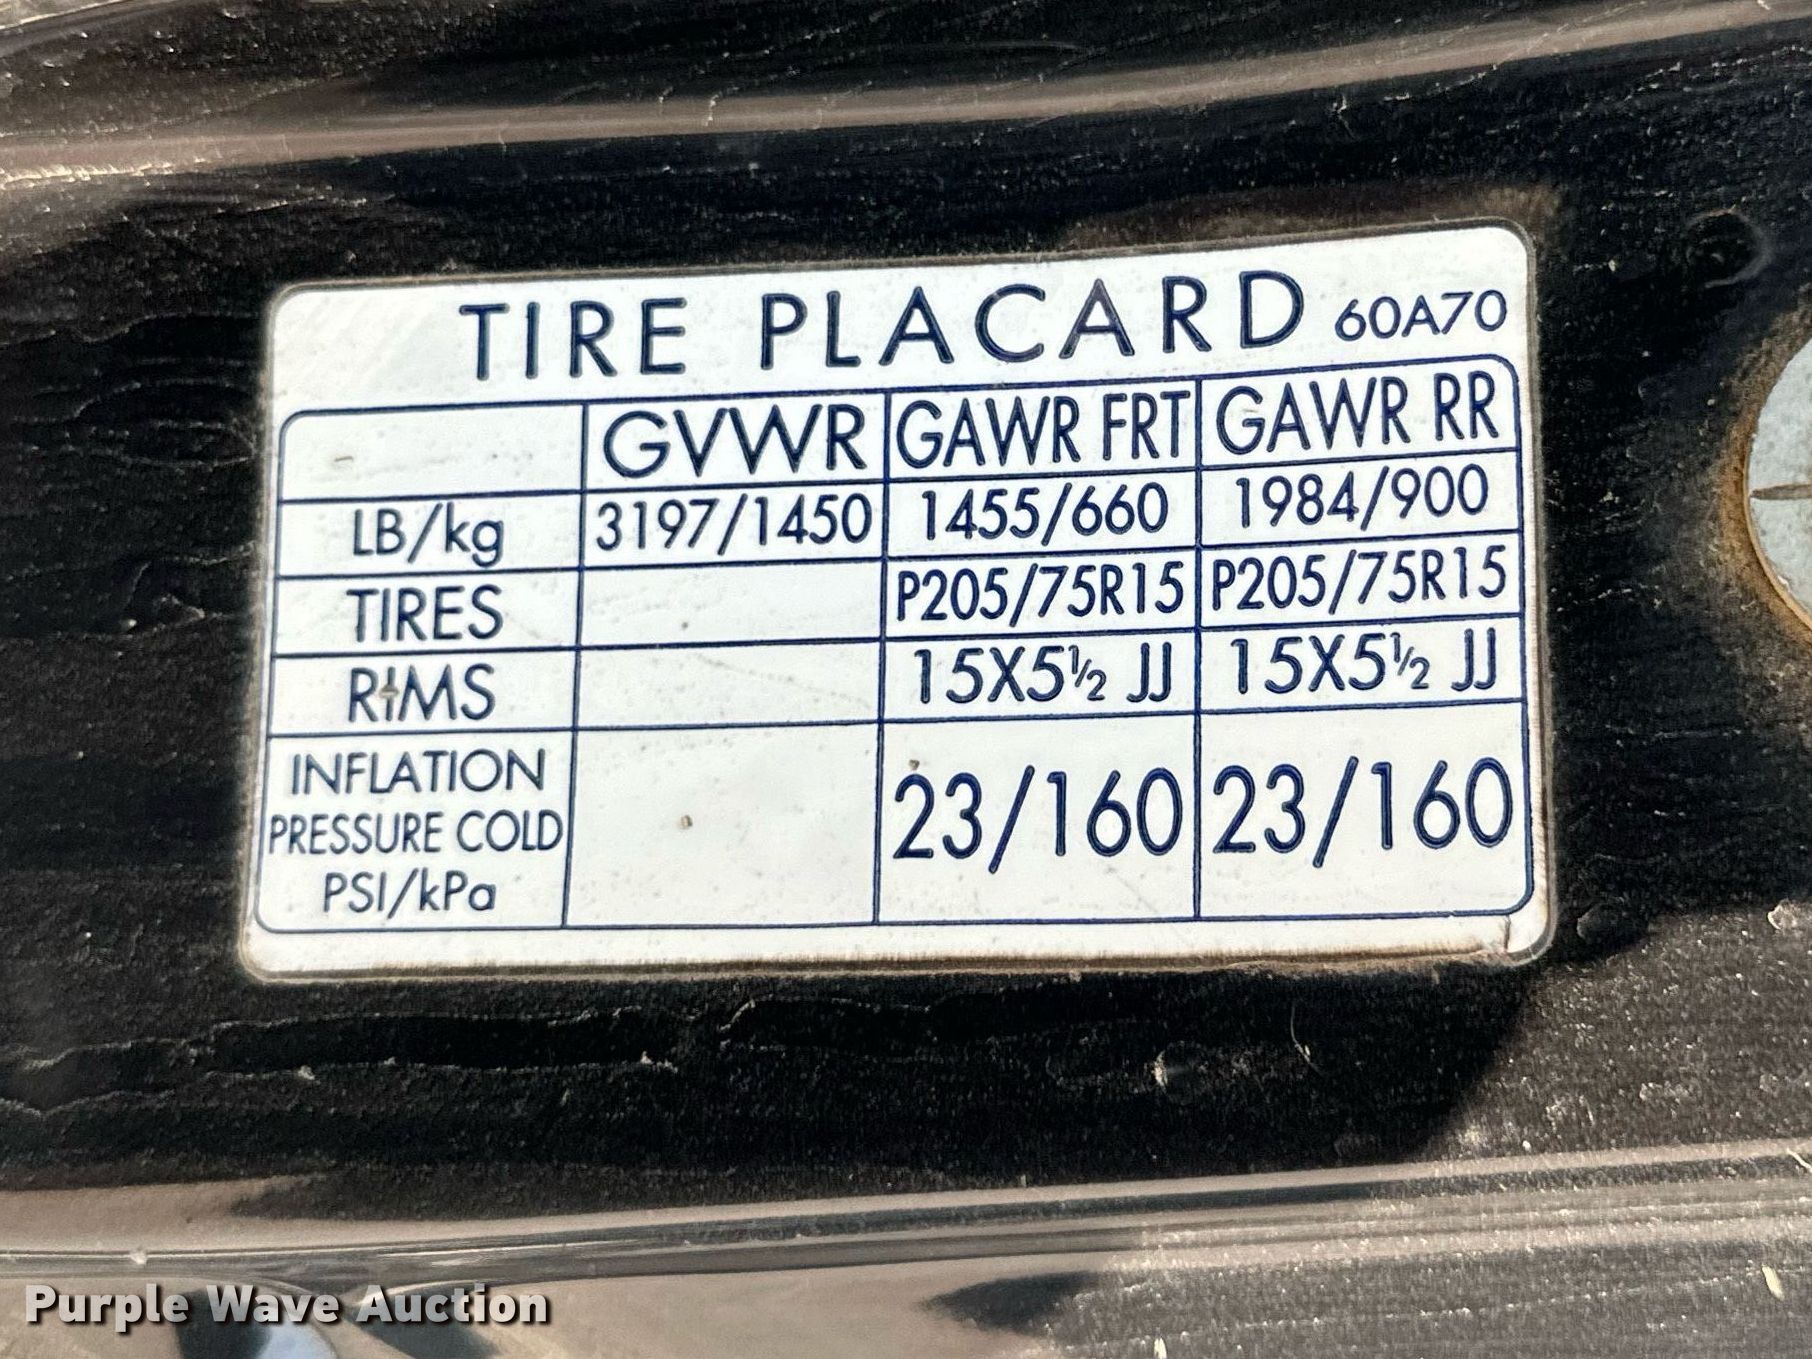 TIRE PLACARD 60A70
GVWR GAWR FRT GAWR RR
LB/kg 3197/1450 1455/660 1984/900
TIRES P205/75R15 P205/75R15
RIMS 15X5½ JJ 15X5½ JJ
INFLATION
PRESSURE COLD 23/160 23/160
PSI/kPa
Purple Wave Auction